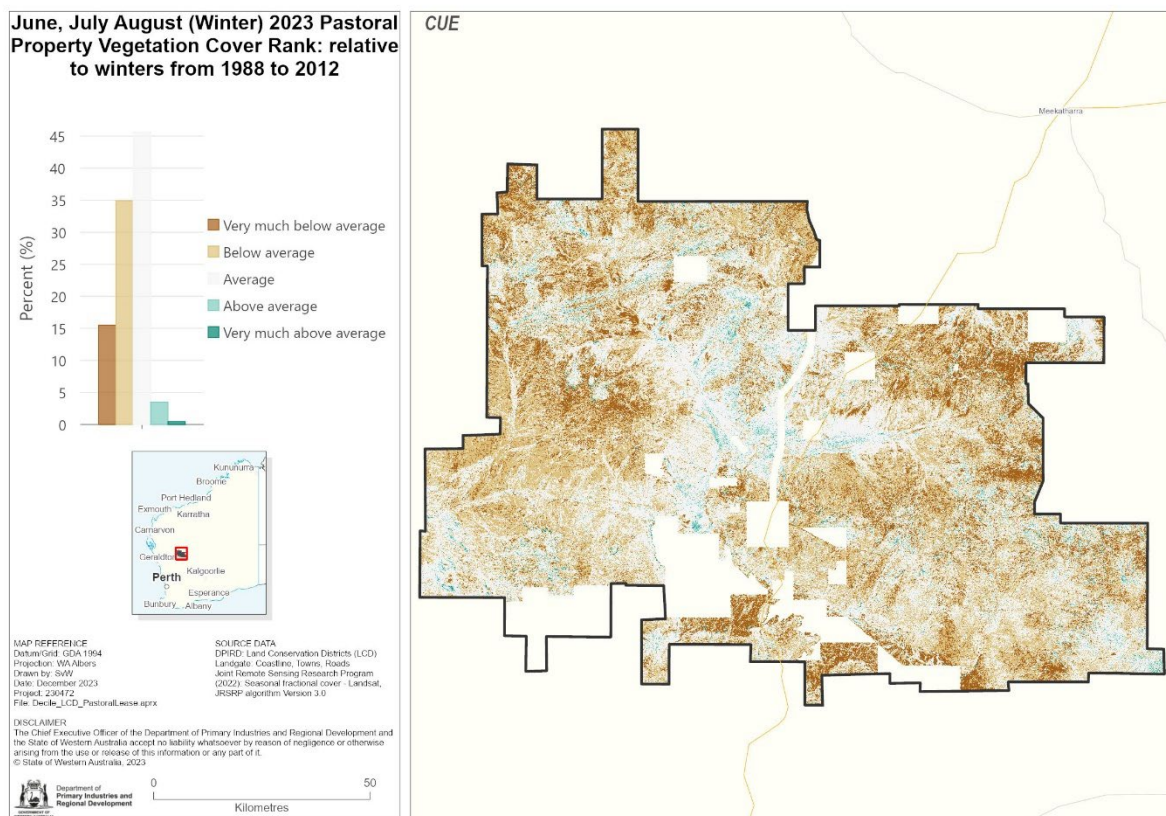 June, July August (Winter) 2023 Pastoral
Property Vegetation Cover Rank: relative
to winters from 1988 to 2012
Percent (%)
45
40
35
30
25
20
15
10
5
0
Very much below average
Below average
Average
Above average
Very much above average
Kununurra
Broome
Port Hedland
Exmouth
Karratha
Carnarvon
Geraldton
Kalgoorlie
Perth
Esperance
Bunbury
Albany
MAP REFERENCE
Datum/Grid: GDA 1994
Projection: WA Albers
Drawn by: SvW
Date: December 2023
Project: 230472
File: Decile_LCD_PastoralLease.aprx
SOURCE DATA
DPIRD: Land Conservation Districts (LCD)
Landgate: Coastline, Towns, Roads
Joint Remote Sensing Research Program
(2022): Seasonal fractional cover - Landsat,
JRSRP algorithm Version 3.0
DISCLAIMER
The Chief Executive Officer of the Department of Primary Industries and Regional Development and
the State of Western Australia accept no liability whatsoever by reason of negligence or otherwise
arising from the use or release of this information or any part of it.
© State of Western Australia, 2023
Department of
Primary Industries and
Regional Development
GOVERNMENT OF
WESTERN AUSTRALIA
0
50
Kilometres
CUE
Meekatharra